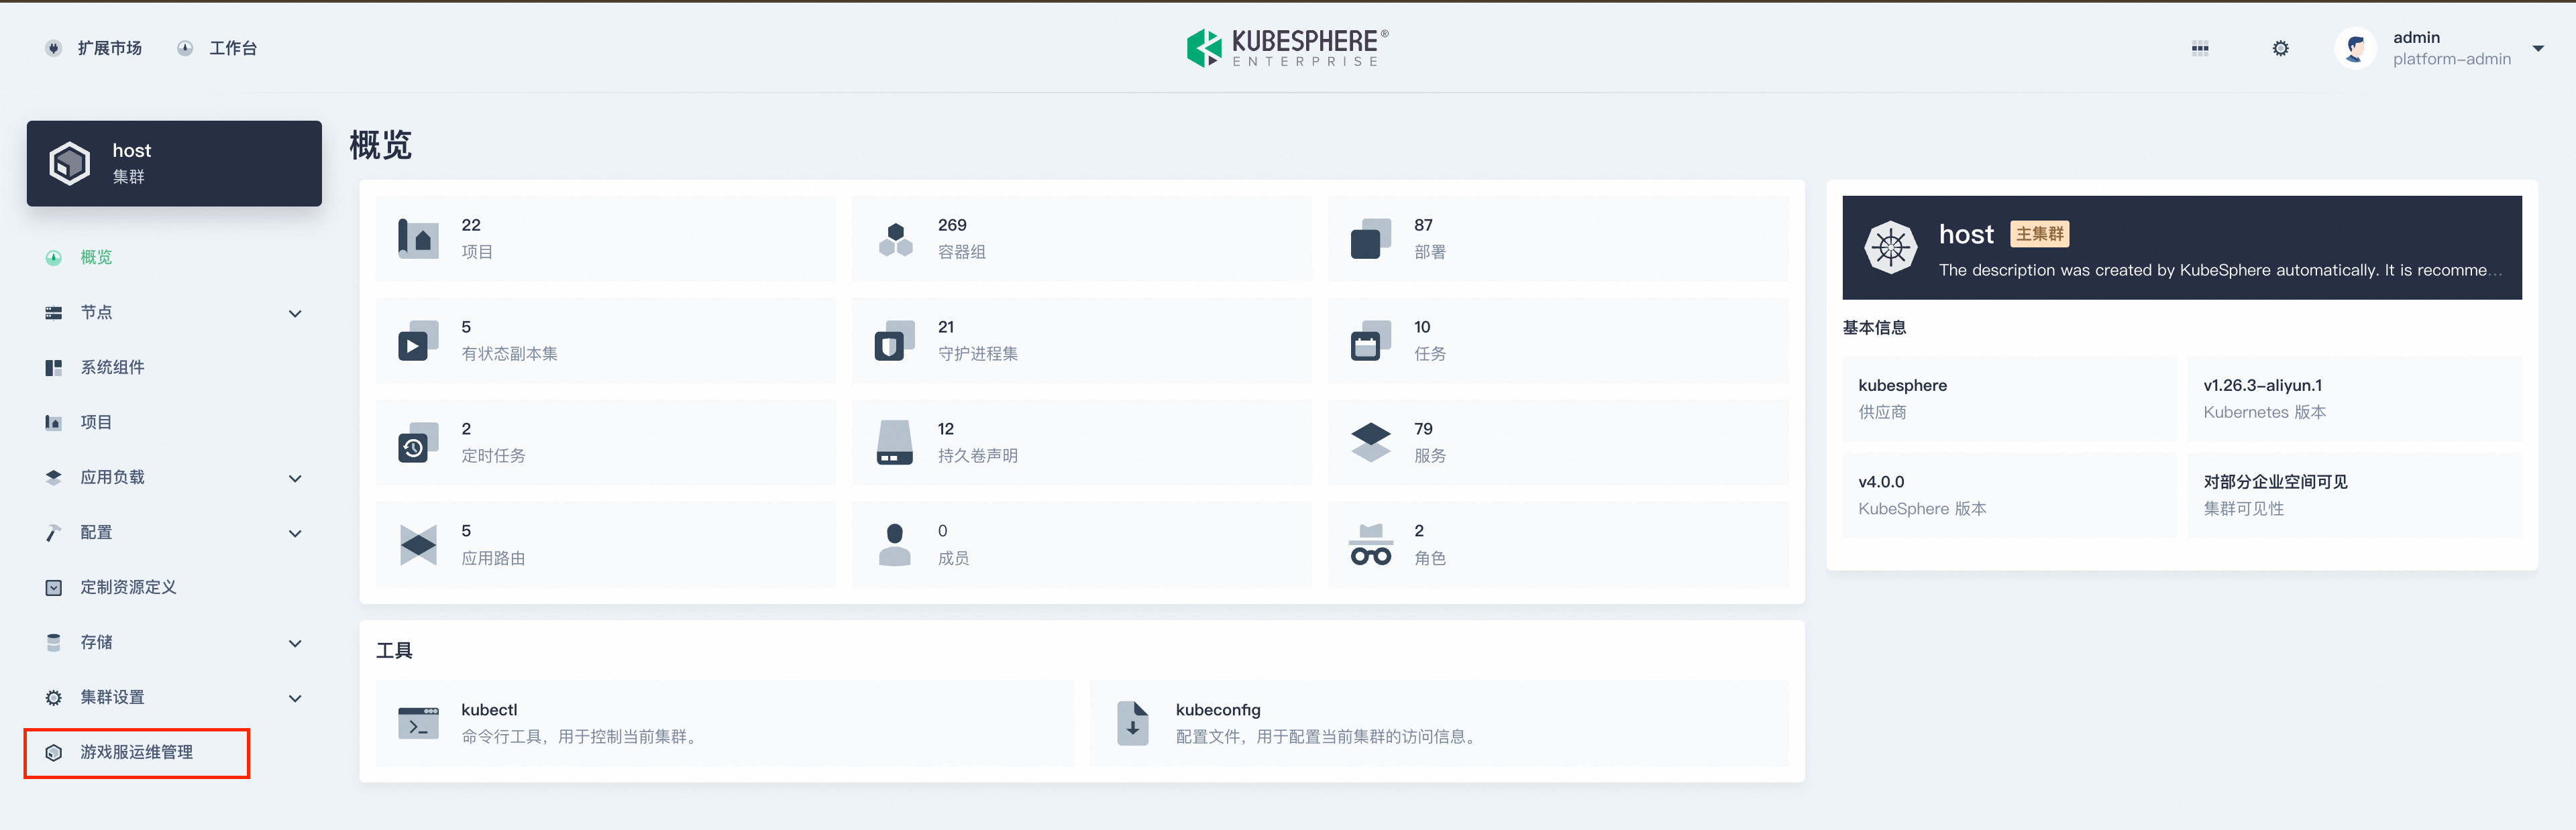 扩展市场
工作台
KUBESPHERE®
ENTERPRISE
admin
platform-admin
host
集群
概览
节点
系统组件
项目
应用负载
配置
定制资源定义
存储
集群设置
游戏服运维管理
概览
22
项目
269
容器组
87
部署
5
有状态副本集
21
守护进程集
10
任务
2
定时任务
12
持久卷声明
79
服务
5
应用路由
0
成员
2
角色
工具
kubectl
命令行工具，用于控制当前集群。
kubeconfig
配置文件，用于配置当前集群的访问信息。
host
主集群
The description was created by KubeSphere automatically. It is recomme...
基本信息
kubesphere
供应商
v1.26.3-aliyun.1
Kubernetes 版本
v4.0.0
KubeSphere 版本
对部分企业空间可见
集群可见性